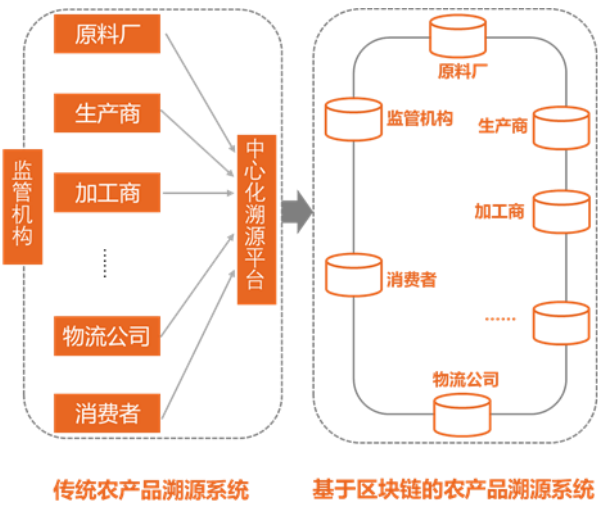 原料厂
生产商
加工商
......
物流公司
消费者
监管机构
中心化溯源平台
传统农产品溯源系统
原料厂
监管机构
生产商
加工商
消费者
......
物流公司
基于区块链的农产品溯源系统